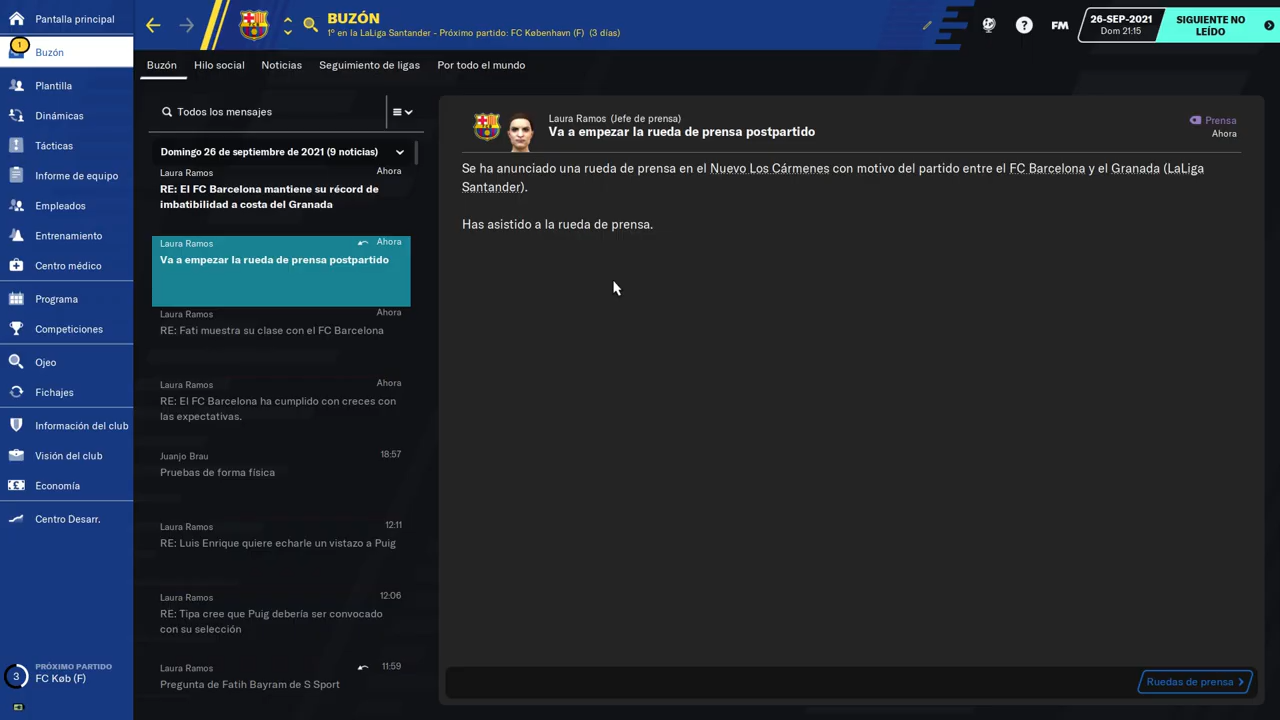 Pantalla principal
1
Buzón
Plantilla
Dinámicas
Tácticas
Informe de equipo
Empleados
Entrenamiento
Centro médico
Programa
Competiciones
Ojeo
Fichajes
Información del club
Visión del club
Economía
Centro Desarr.
3
PRÓXIMO PARTIDO
FC Køb (F)
BUZÓN
1º en la LaLiga Santander - Próximo partido: FC København (F) (3 días)
?
FM
26-SEP-2021
Dom 21:15
SIGUIENTE NO
LEÍDO
Buzón
Hilo social
Noticias
Seguimiento de ligas
Por todo el mundo
Todos los mensajes
Domingo 26 de septiembre de 2021 (9 noticias)
Laura Ramos
Ahora
RE: El FC Barcelona mantiene su récord de
imbatibilidad a costa del Granada
Laura Ramos
Ahora
Va a empezar la rueda de prensa postpartido
Laura Ramos
Ahora
RE: Fati muestra su clase con el FC Barcelona
Laura Ramos
Ahora
RE: El FC Barcelona ha cumplido con creces con
las expectativas.
Juanjo Brau
18:57
Pruebas de forma física
Laura Ramos
12:11
RE: Luis Enrique quiere echarle un vistazo a Puig
Laura Ramos
12:06
RE: Tipa cree que Puig debería ser convocado
con su selección
Laura Ramos
11:59
Pregunta de Fatih Bayram de S Sport
Laura Ramos (Jefe de prensa)
Va a empezar la rueda de prensa postpartido
Prensa
Ahora
Se ha anunciado una rueda de prensa en el Nuevo Los Cármenes con motivo del partido entre el FC Barcelona y el Granada (LaLiga
Santander).
Has asistido a la rueda de prensa.
Ruedas de prensa